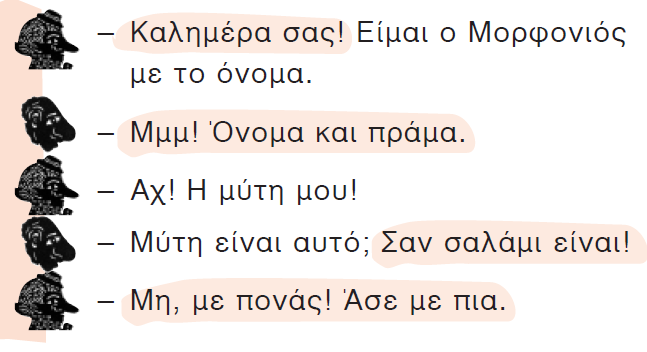 – Καλημέρα σας! Είμαι ο Μορφονιός
με το όνομα.
– Μμμ! Όνομα και πράμα.
– Αχ! Η μύτη μου!
– Μύτη είναι αυτό; Σαν σαλάμι είναι!
– Μη, με πονάς! Άσε με πια.